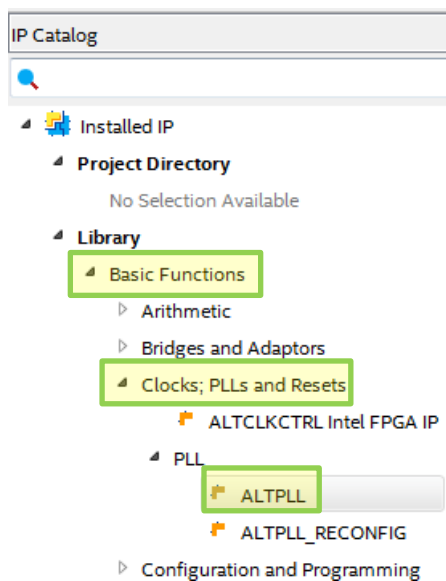 IP Catalog
Installed IP
Project Directory
No Selection Available
Library
Basic Functions
Arithmetic
Bridges and Adaptors
Clocks; PLLs and Resets
ALTCLKCTRL Intel FPGA IP
PLL
ALTPLL
ALTPLL_RECONFIG
Configuration and Programming